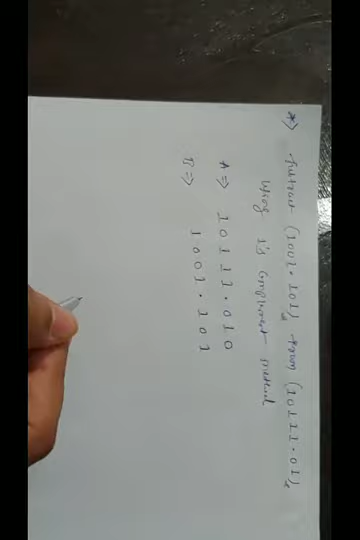 *) Subtract (1001.101)₂ from (10111.01)₂
using 1's complement method
A => 10111.010
B => 1001.101